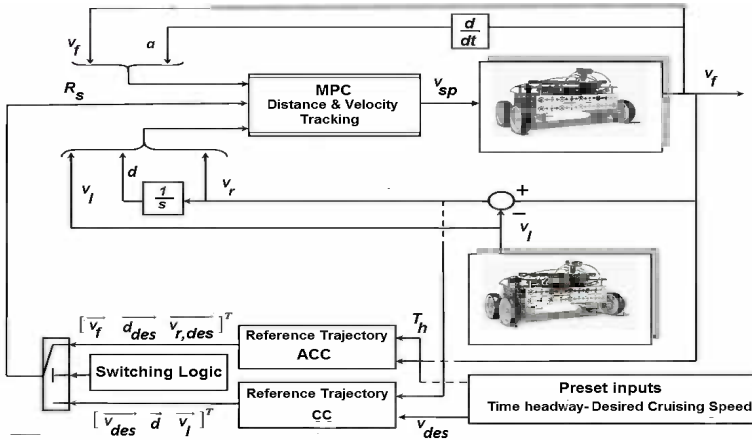 v_f
a
d
dt
v_f
R_s
MPC
Distance & Velocity
Tracking
v_sp
v_l
d
1
s
v_r
+
−
v_l
[v_f d_des v_r,des]^T
Reference Trajectory
ACC
T_h
Switching Logic
Reference Trajectory
CC
[v_des d v_l]^T
v_des
Preset inputs
Time headway-Desired Cruising Speed